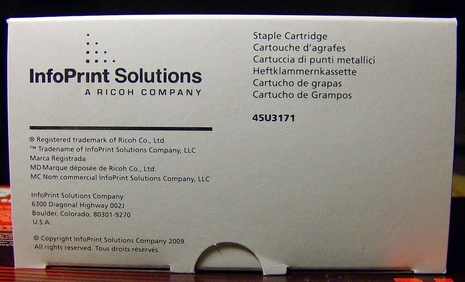 InfoPrint Solutions
A RICOH COMPANY
® Registered trademark of Ricoh Co., Ltd.
™ Tradename of InfoPrint Solutions Company, LLC
Marca Registrada
MD Marque déposée de Ricoh Co., Ltd.
MC Nom commercial InfoPrint Solutions Company, LLC
InfoPrint Solutions Company
6300 Diagonal Highway 002J
Boulder, Colorado, 80301-9270
U.S.A.
© Copyright InfoPrint Solutions Company 2009.
All rights reserved. Tous droits réservés.
Staple Cartridge
Cartouche d'agrafes
Cartuccia di punti metallici
Heftklammernkassette
Cartucho de grapas
Cartucho de Grampos
45U3171